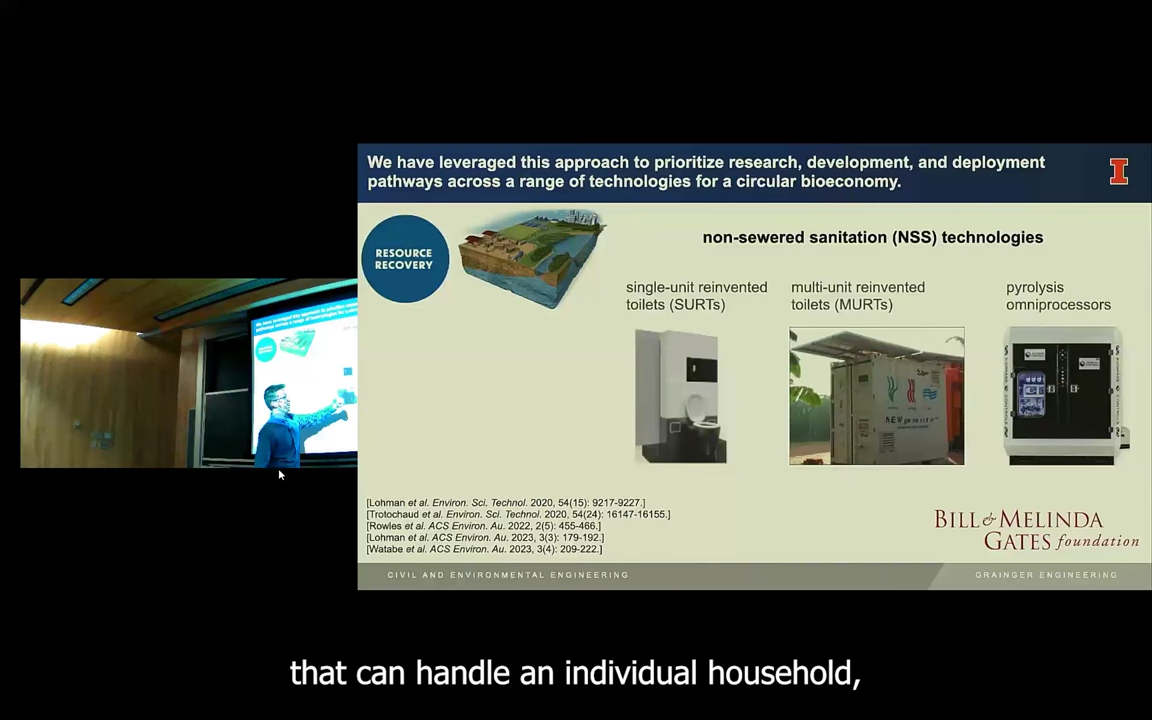 We have leveraged this approach to prioritize research, development, and deployment
pathways across a range of technologies for a circular bioeconomy.
I
RESOURCE
RECOVERY
non-sewered sanitation (NSS) technologies
single-unit reinvented
toilets (SURTs)
multi-unit reinvented
toilets (MURTs)
pyrolysis
omniprocessors
NEWgenerator
[Lohman et al. Environ. Sci. Technol. 2020, 54(15): 9217-9227.]
[Trotochaud et al. Environ. Sci. Technol. 2020, 54(24): 16147-16155.]
[Rowles et al. ACS Environ. Au. 2022, 2(5): 455-466.]
[Lohman et al. ACS Environ. Au. 2023, 3(3): 179-192.]
[Watabe et al. ACS Environ. Au. 2023, 3(4): 209-222.]
BILL & MELINDA
GATES foundation
CIVIL AND ENVIRONMENTAL ENGINEERING
GRAINGER ENGINEERING
that can handle an individual household,